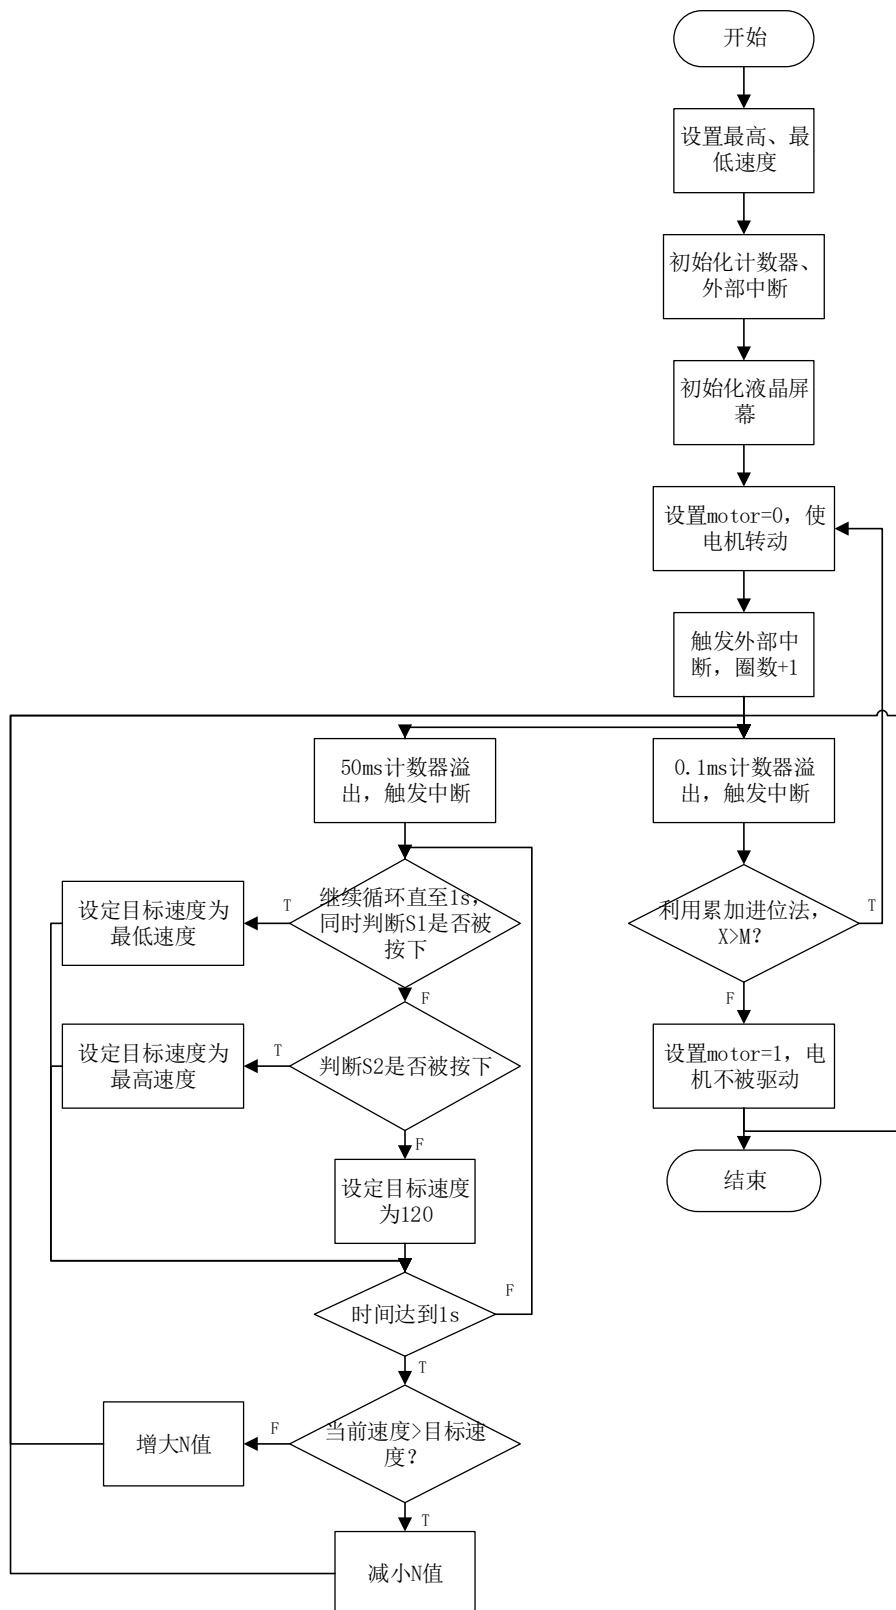 开始
设置最高、最
低速度
初始化计数器、
外部中断
初始化液晶屏
幕
设置motor=0，使
电机转动
触发外部中
断，圈数+1
50ms计数器溢
出，触发中断
0.1ms计数器溢
出，触发中断
继续循环直至1s，
同时判断S1是否被
按下
T
设定目标速度为
最低速度
F
利用累加进位法，
X>M？
T
F
判断S2是否被按下
T
设定目标速度为
最高速度
F
设置motor=1，电
机不被驱动
设定目标速度
为120
结束
时间达到1s
F
T
当前速度>目标速
度？
F
增大N值
T
减小N值